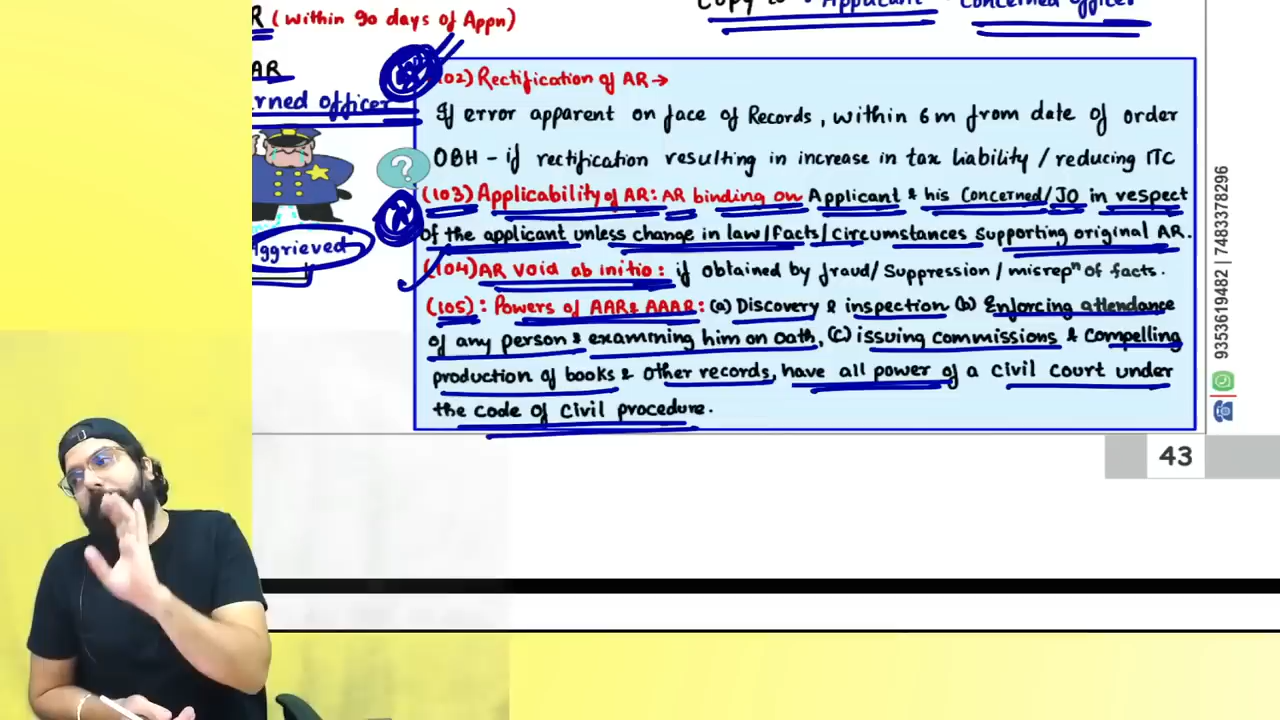 R (within 90 days of Appn)
Copy to
Applicant
Concerned officer
AR
rned officer
Aggrieved
102) Rectification of AR →
If error apparent on face of Records, within 6m from date of order
OBH - if rectification resulting in increase in tax liability / reducing ITC
?
(103) Applicability of AR: AR binding on Applicant & his Concerned/JO in respect
of the applicant unless change in law/facts/circumstances supporting original AR.
(104) AR void ab initio: if obtained by fraud/suppression/misrepⁿ of facts.
(105): Powers of AAR & AAAR: (a) Discovery & inspection (b) Enforcing attendance
of any person & examining him on oath, (c) issuing commissions & compelling
production of books & other records, have all power of a civil court under
the code of civil procedure.
9353619482 | 7483378296
43